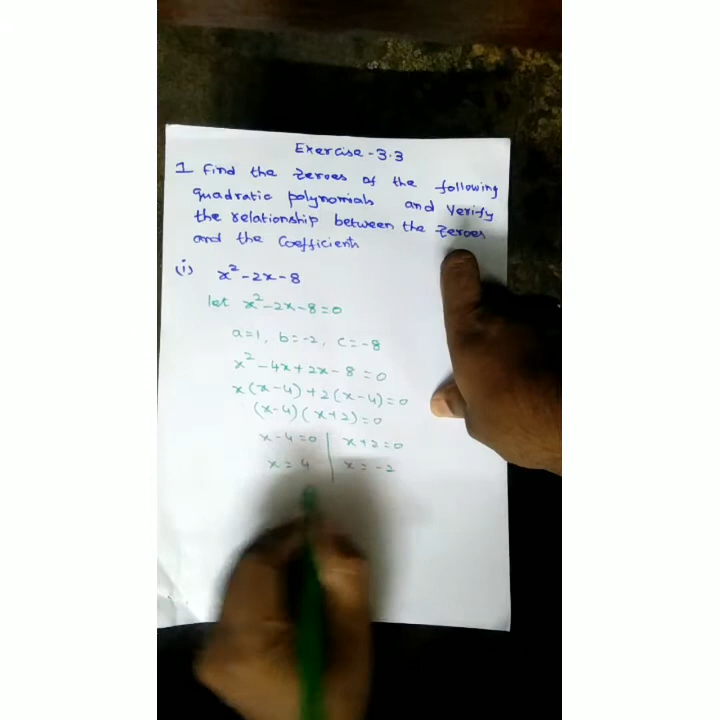 Exercise - 3.3
1 Find the zeroes of the following
quadratic polynomials and verify
the relationship between the zeroes
and the coefficients
(i) x² - 2x - 8
let x² - 2x - 8 = 0
a = 1, b = -2, c = -8
x² - 4x + 2x - 8 = 0
x(x - 4) + 2(x - 4) = 0
(x - 4)(x + 2) = 0
x - 4 = 0 | x + 2 = 0
x = 4 | x = -2